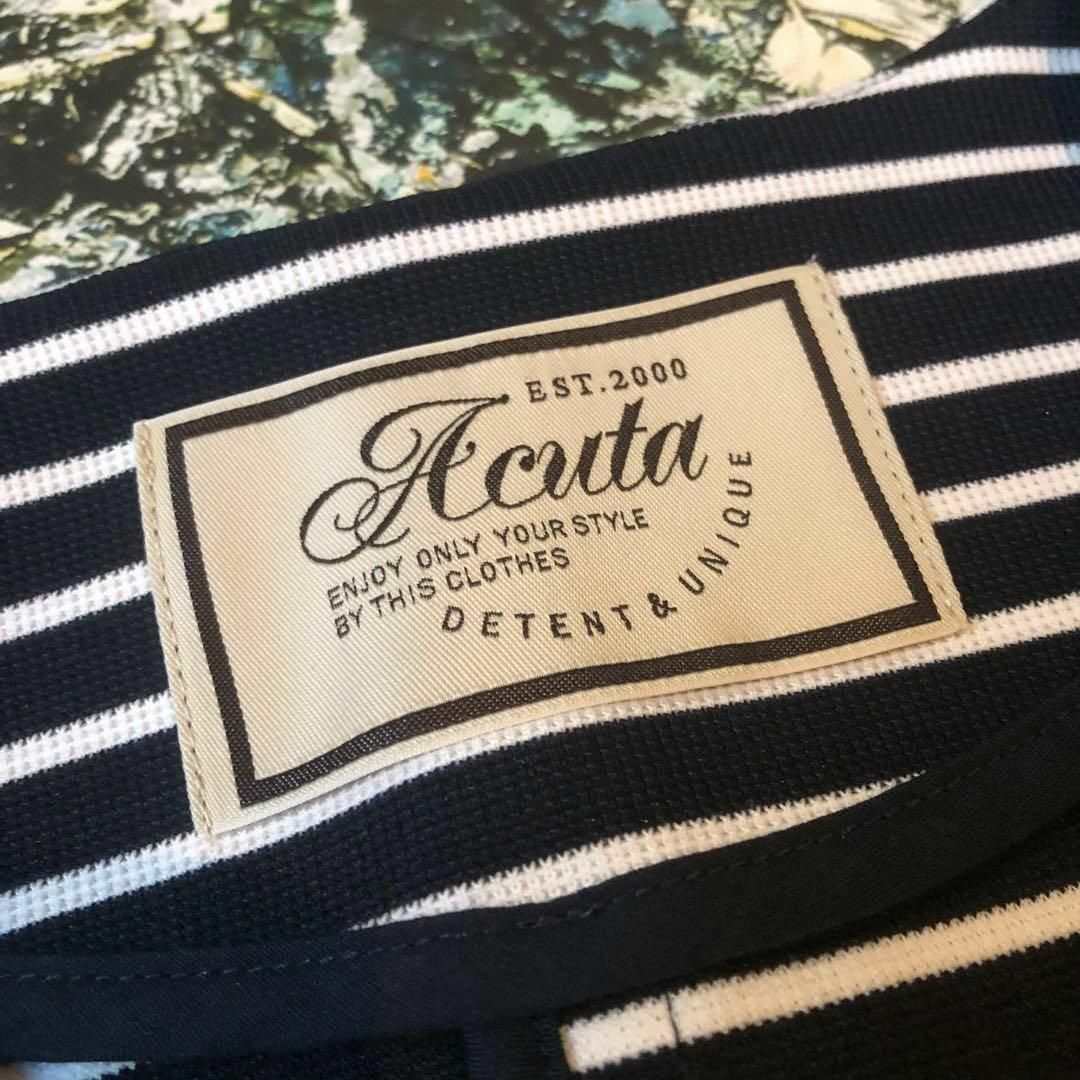 EST.2000
Acuta
ENJOY ONLY YOUR STYLE
BY THIS CLOTHES
DETENT & UNIQUE